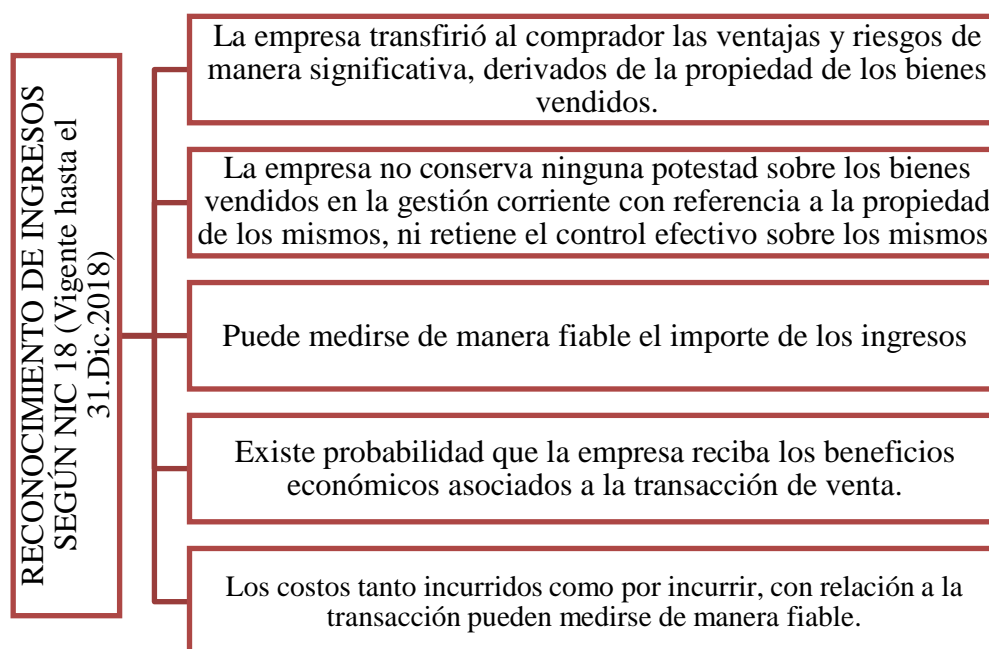 RECONOCIMIENTO DE INGRESOS
SEGÚN NIC 18 (Vigente hasta el
31.Dic.2018)
La empresa transfirió al comprador las ventajas y riesgos de
manera significativa, derivados de la propiedad de los bienes
vendidos.
La empresa no conserva ninguna potestad sobre los bienes
vendidos en la gestión corriente con referencia a la propiedad
de los mismos, ni retiene el control efectivo sobre los mismos
Puede medirse de manera fiable el importe de los ingresos
Existe probabilidad que la empresa reciba los beneficios
económicos asociados a la transacción de venta.
Los costos tanto incurridos como por incurrir, con relación a la
transacción pueden medirse de manera fiable.